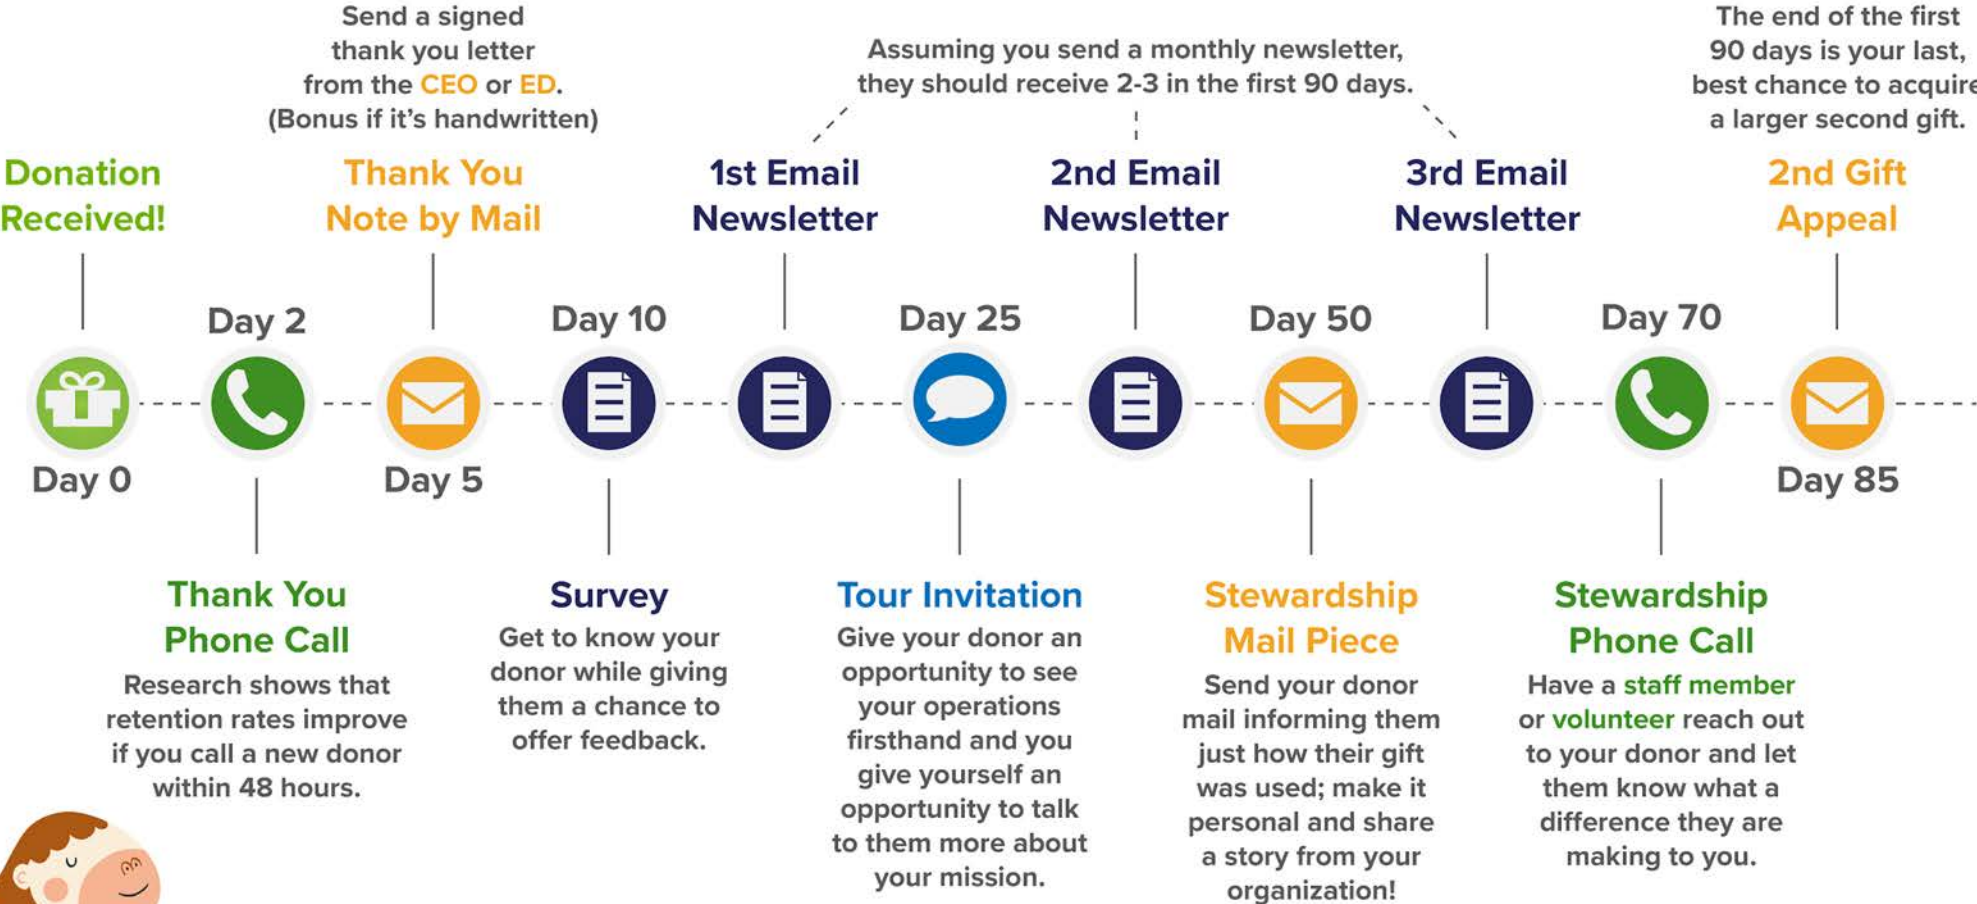 Send a signed
thank you letter
from the CEO or ED.
(Bonus if it's handwritten)
Assuming you send a monthly newsletter,
they should receive 2-3 in the first 90 days.
The end of the first
90 days is your last,
best chance to acquire
a larger second gift.
Donation
Received!
Thank You
Note by Mail
1st Email
Newsletter
2nd Email
Newsletter
3rd Email
Newsletter
2nd Gift
Appeal
Day 2
Day 10
Day 25
Day 50
Day 70
Day 0
Day 5
Day 85
Thank You
Phone Call
Research shows that
retention rates improve
if you call a new donor
within 48 hours.
Survey
Get to know your
donor while giving
them a chance to
offer feedback.
Tour Invitation
Give your donor an
opportunity to see
your operations
firsthand and you
give yourself an
opportunity to talk
to them more about
your mission.
Stewardship
Mail Piece
Send your donor
mail informing them
just how their gift
was used; make it
personal and share
a story from your
organization!
Stewardship
Phone Call
Have a staff member
or volunteer reach out
to your donor and let
them know what a
difference they are
making to you.